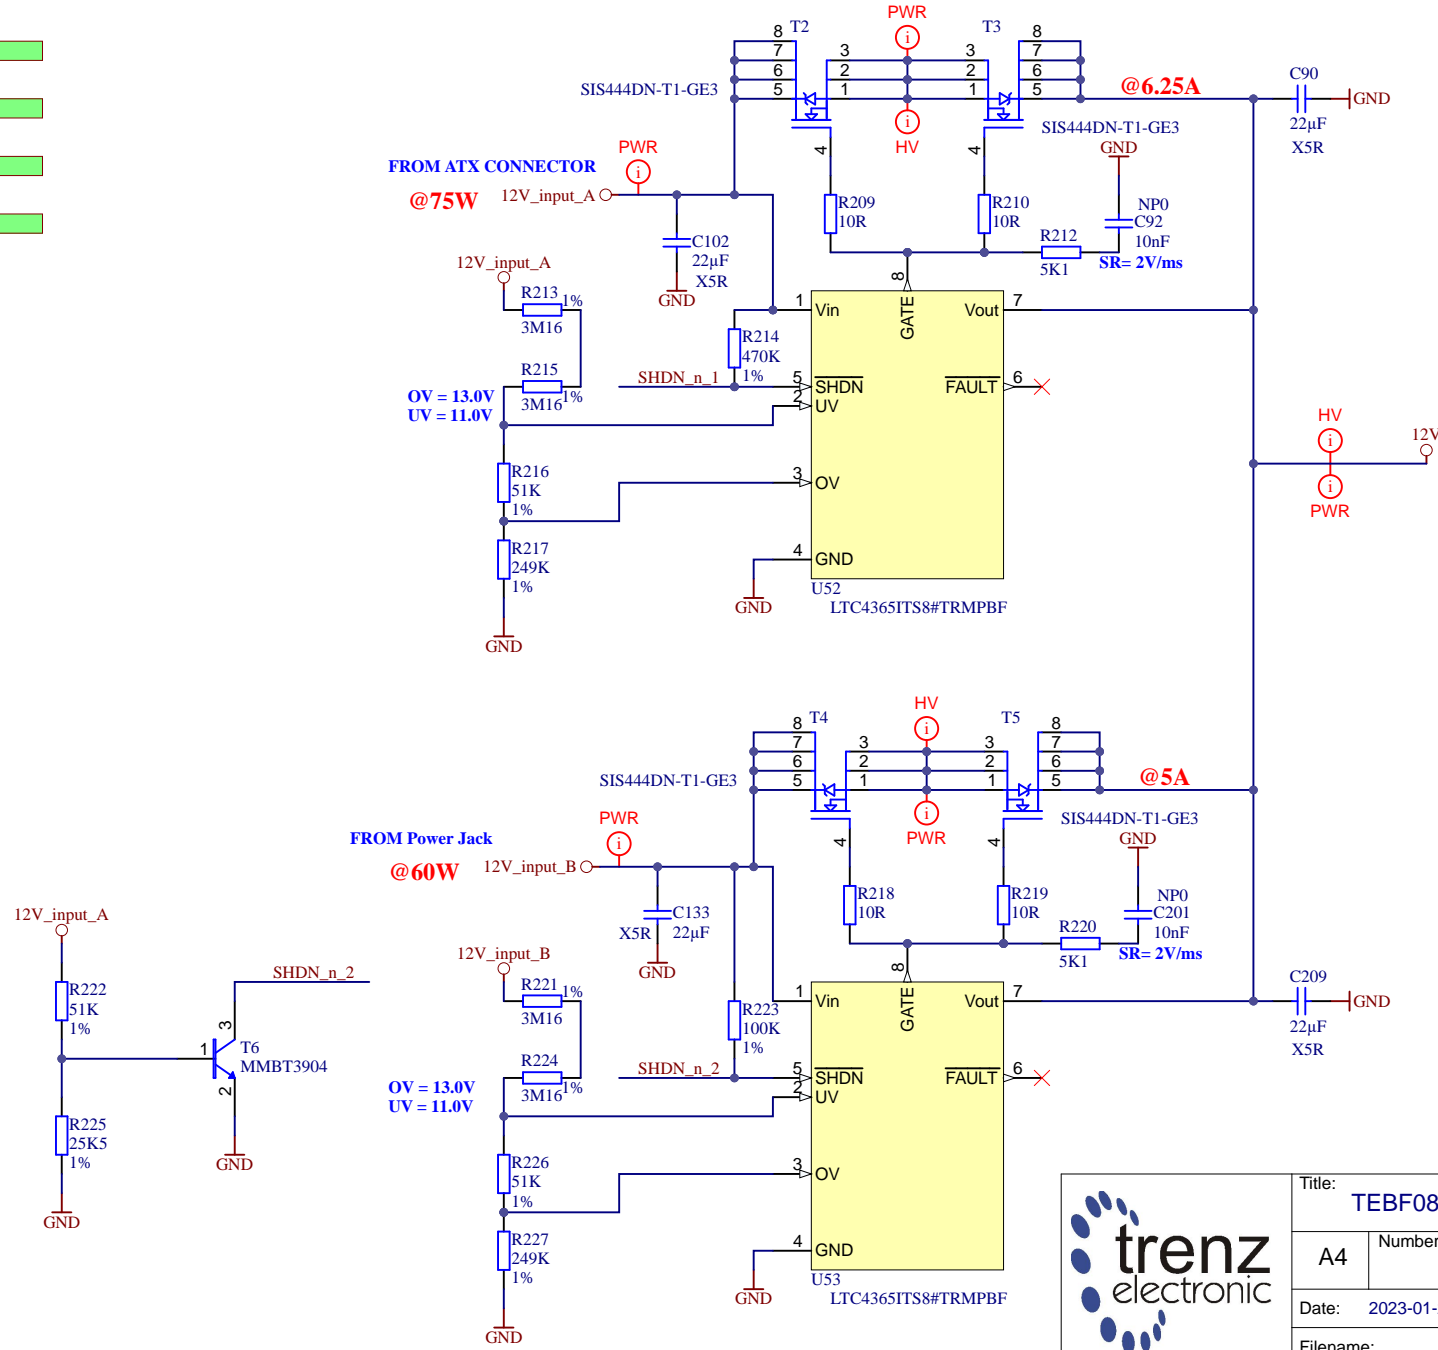 PWR
T2
T3
8
7
6
5
3
2
1
3
2
1
8
7
6
5
SIS444DN-T1-GE3
@6.25A
C90
22µF
X5R
GND
HV
SIS444DN-T1-GE3
4
4
GND
FROM ATX CONNECTOR
PWR
@75W
12V_input_A
R209
10R
R210
10R
NP0
C92
10nF
R212
5K1
SR= 2V/ms
C102
22µF
X5R
GND
12V_input_A
R213
1%
3M16
R214
470K
1%
R215
1%
3M16
SHDN_n_1
OV = 13.0V
UV = 11.0V
8
GATE
1
Vin
Vout
7
5
SHDN
FAULT
6
2
UV
3
OV
4
GND
U52
LTC4365ITS8#TRMPBF
GND
R216
51K
1%
R217
249K
1%
GND
HV
12V
PWR
HV
T4
T5
8
7
6
5
3
2
1
3
2
1
8
7
6
5
SIS444DN-T1-GE3
@5A
PWR
SIS444DN-T1-GE3
4
4
GND
FROM Power Jack
PWR
@60W
12V_input_B
R218
10R
R219
10R
NP0
C201
10nF
R220
5K1
SR= 2V/ms
C133
X5R
22µF
GND
12V_input_A
R222
51K
1%
SHDN_n_2
3
1
T6
MMBT3904
2
R225
25K5
1%
GND
GND
12V_input_B
R221
1%
3M16
R223
100K
1%
R224
1%
3M16
SHDN_n_2
OV = 13.0V
UV = 11.0V
8
GATE
1
Vin
Vout
7
C209
22µF
X5R
GND
5
SHDN
FAULT
6
2
UV
3
OV
4
GND
U53
LTC4365ITS8#TRMPBF
GND
R226
51K
1%
R227
249K
1%
GND
trenz
electronic
Title:
TEBF08
A4
Number
Date: 2023-01-
Filename: